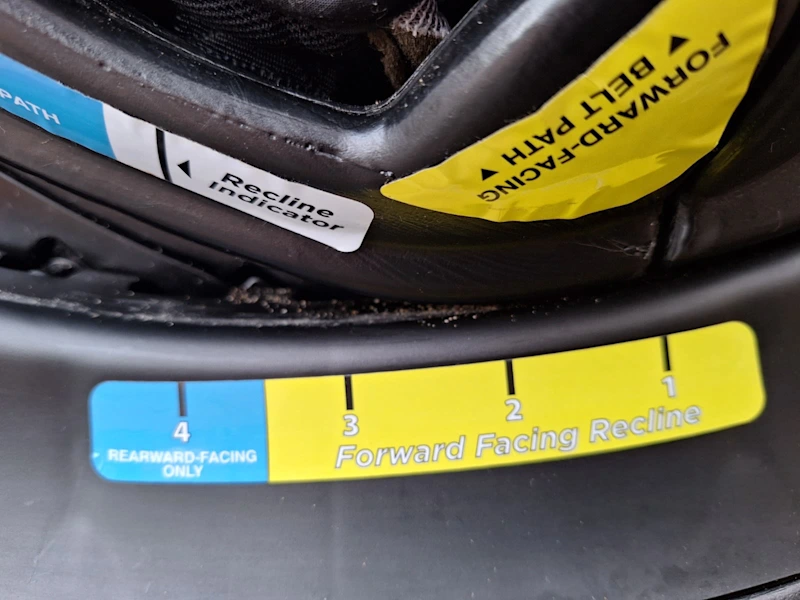 PATH
Recline
Indicator
FORWARD-FACING
BELT PATH
4
REARWARD-FACING
ONLY
3
2
1
Forward Facing Recline